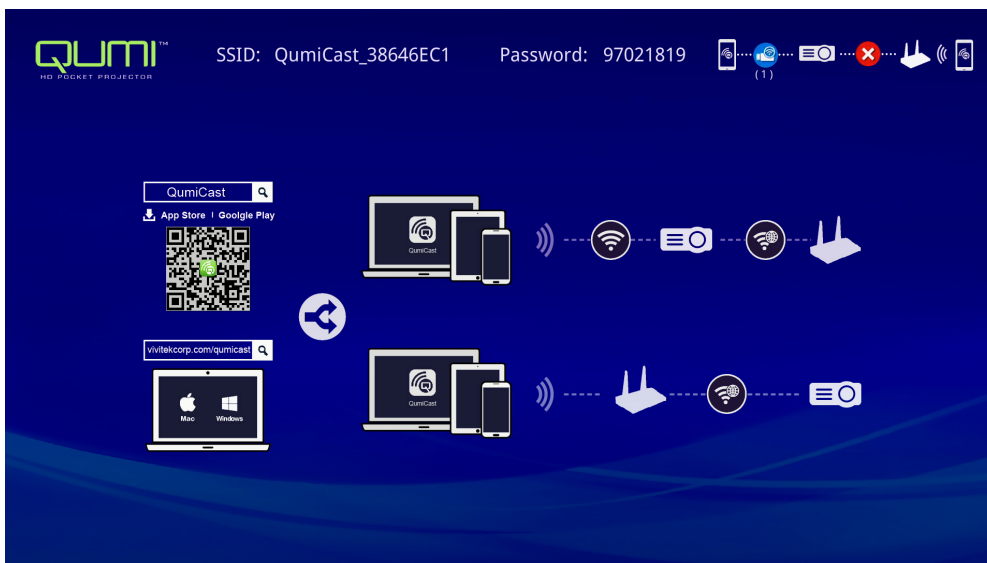 QUMI™
HD POCKET PROJECTOR
SSID: QumiCast_38646EC1 Password: 97021819
(1)
QumiCast
App Store | Goolgle Play
QumiCast
vivitekcorp.com/qumicast
Mac Windows
QumiCast